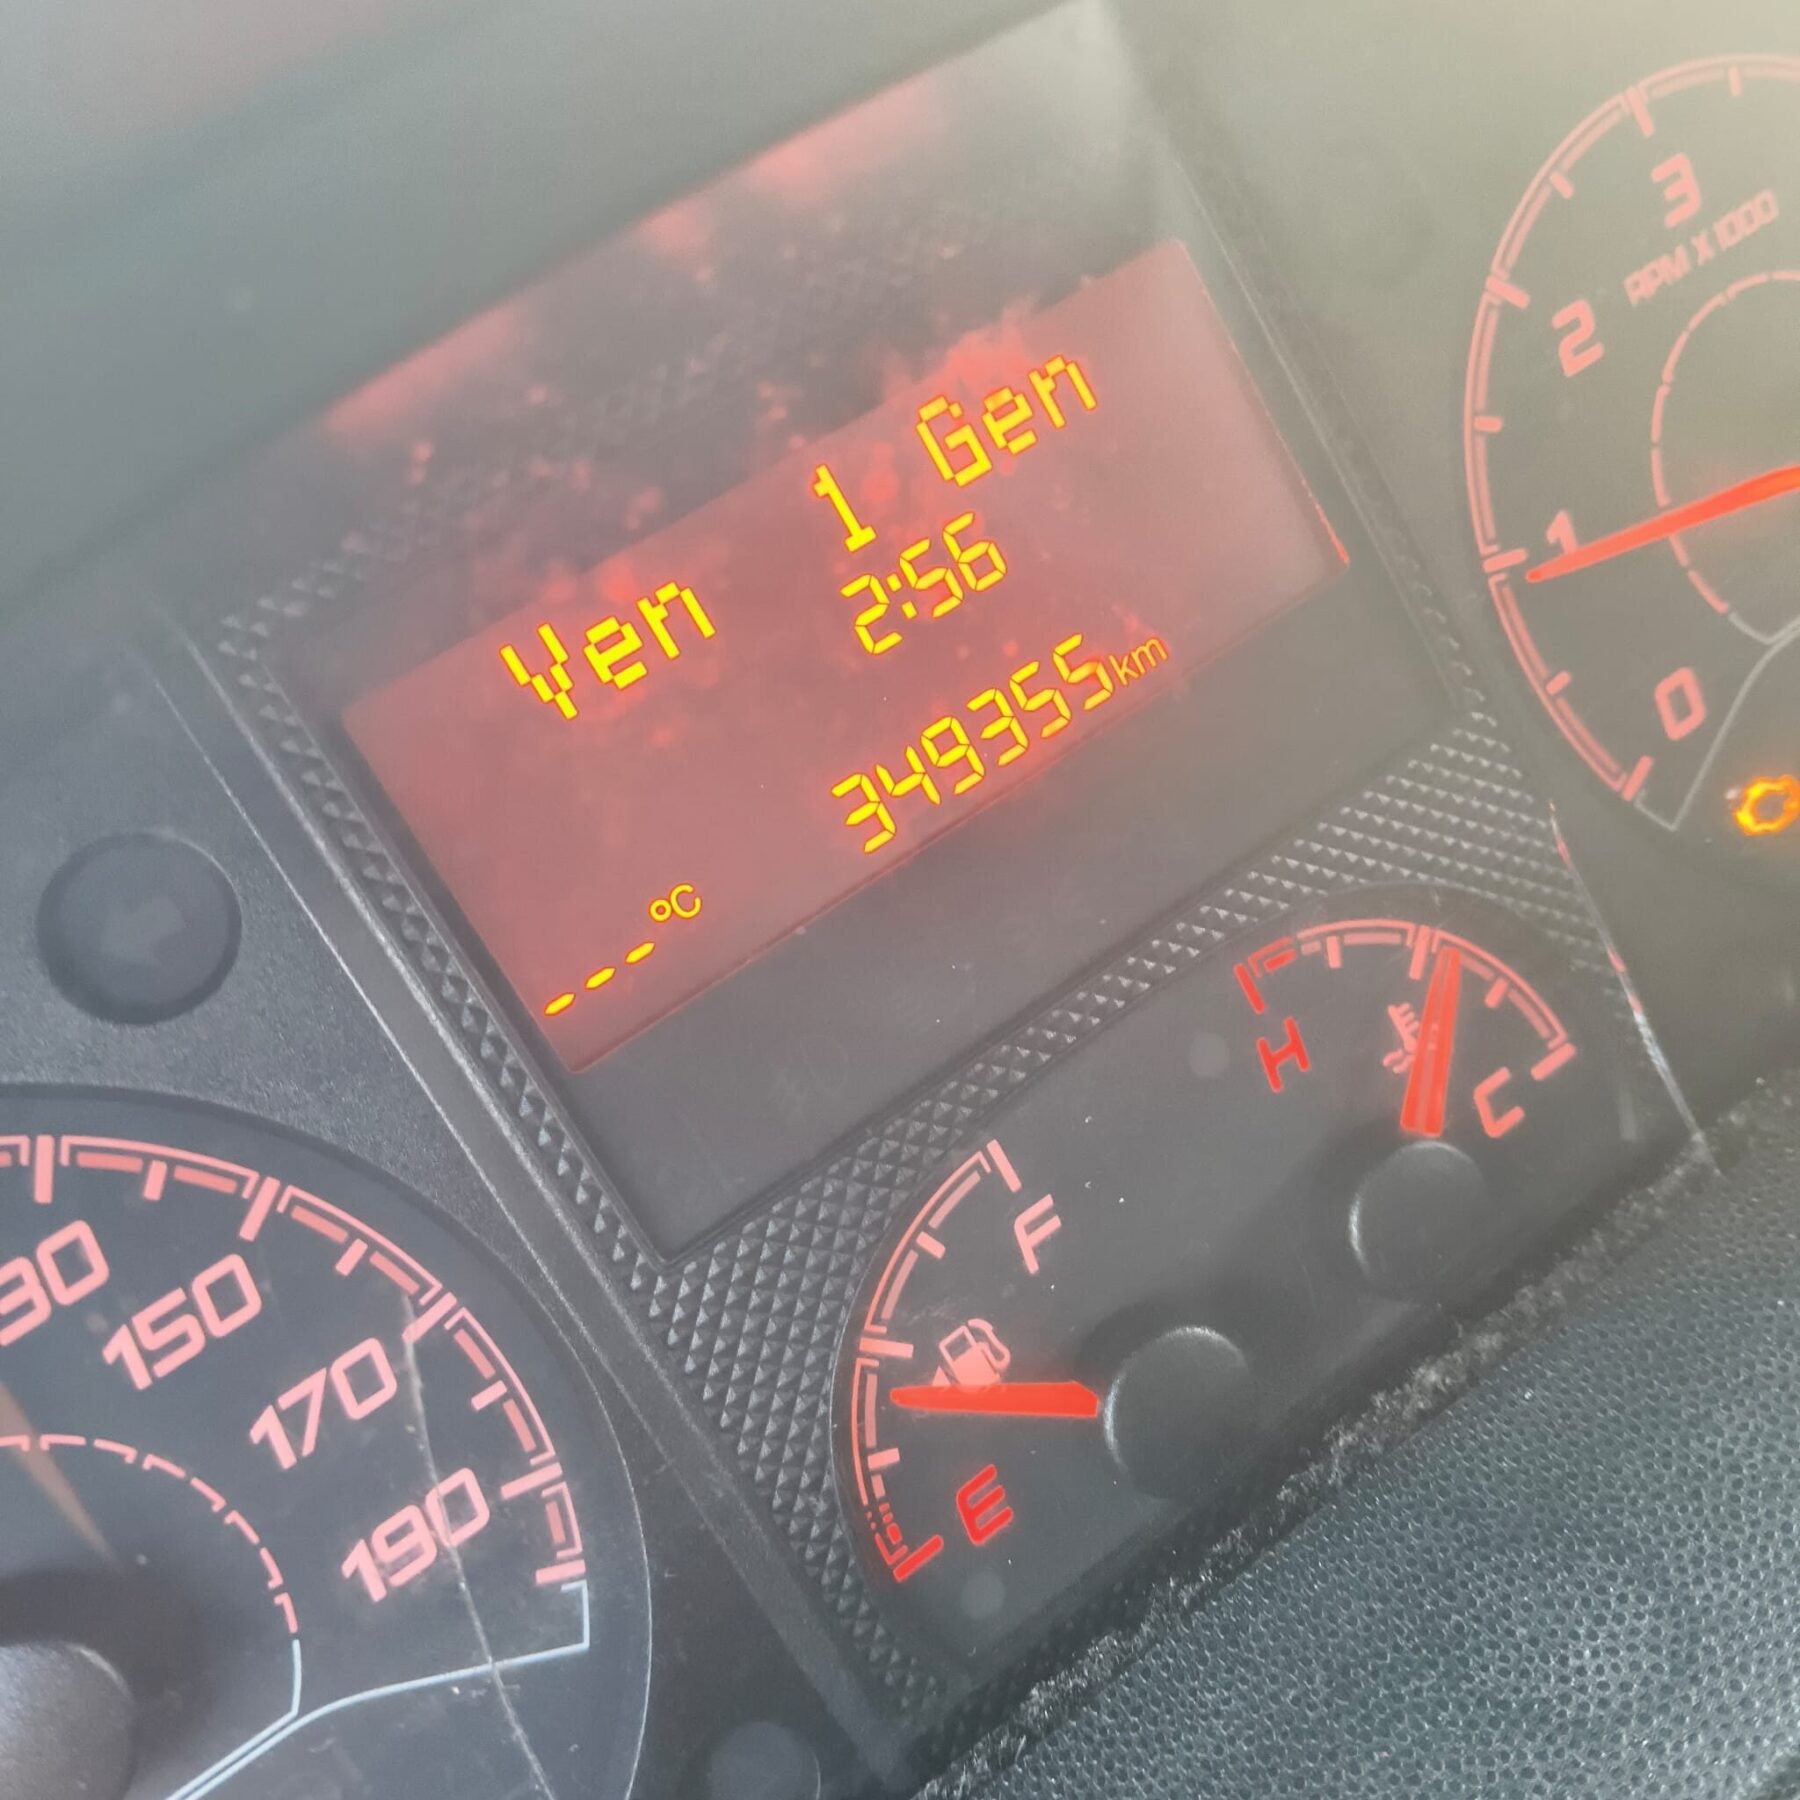 Ven 1 Gen
2:56
349355km
---°C
3
2
RPM X 1000
1
0
H
C
F
E
150
170
190